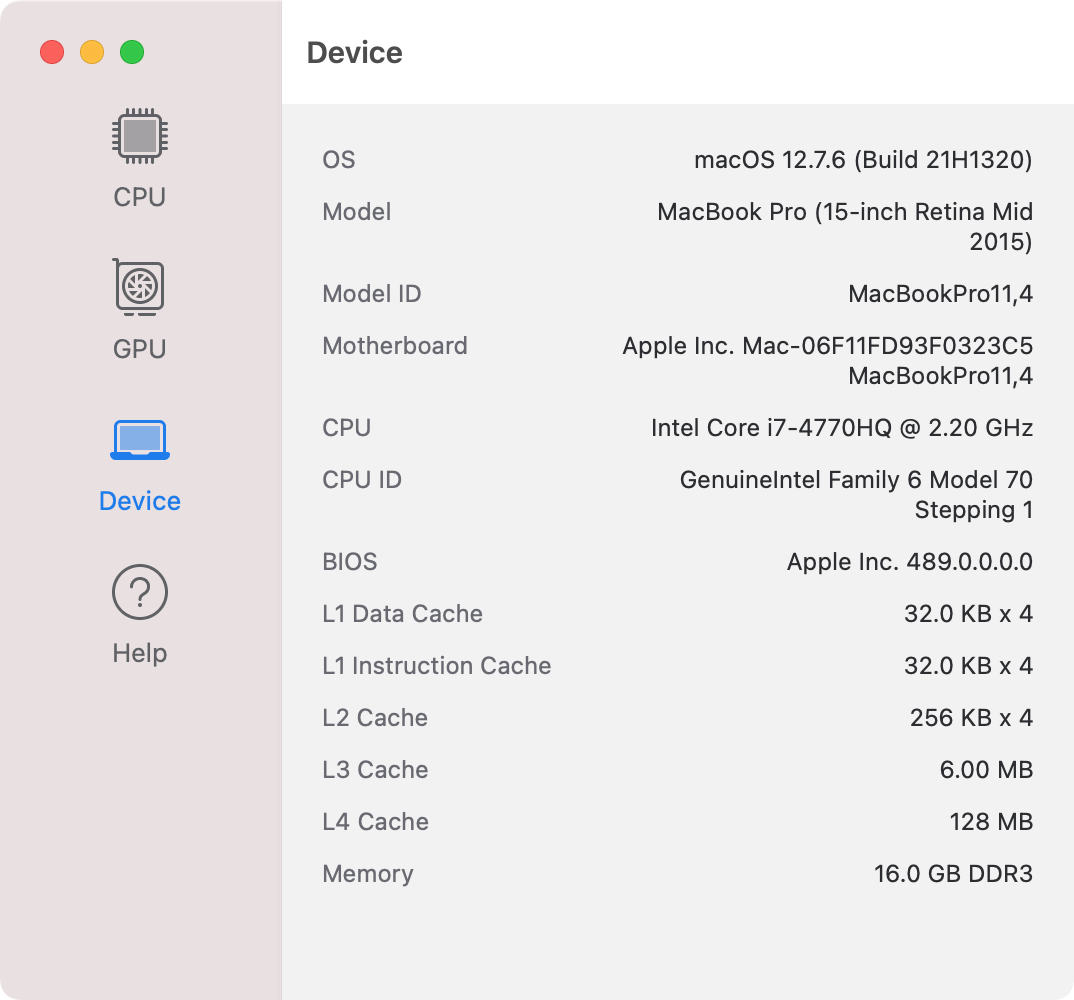 Device
CPU
GPU
Device
Help
OS macOS 12.7.6 (Build 21H1320)
Model MacBook Pro (15-inch Retina Mid
2015)
Model ID MacBookPro11,4
Motherboard Apple Inc. Mac-06F11FD93F0323C5
MacBookPro11,4
CPU Intel Core i7-4770HQ @ 2.20 GHz
CPU ID GenuineIntel Family 6 Model 70
Stepping 1
BIOS Apple Inc. 489.0.0.0.0
L1 Data Cache 32.0 KB x 4
L1 Instruction Cache 32.0 KB x 4
L2 Cache 256 KB x 4
L3 Cache 6.00 MB
L4 Cache 128 MB
Memory 16.0 GB DDR3